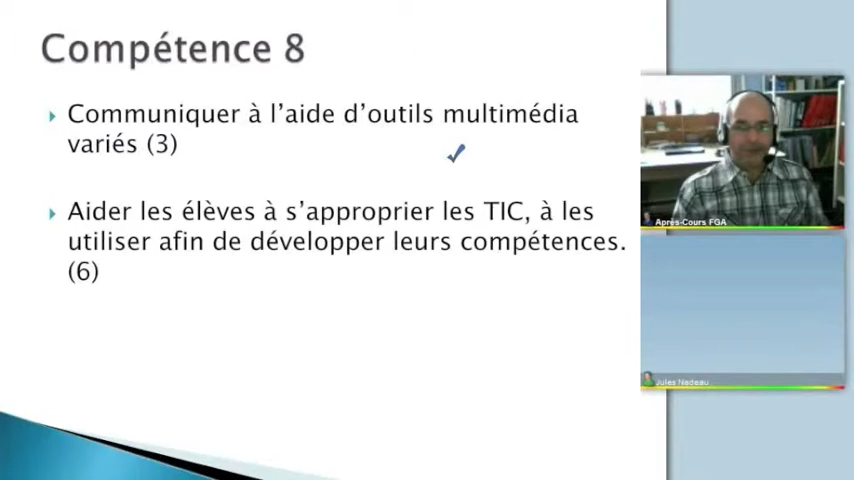 Compétence 8
Communiquer à l’aide d’outils multimédia
variés (3)
Aider les élèves à s’approprier les TIC, à les
utiliser afin de développer leurs compétences.
(6)
Après-Cours FGA
Jules Nadeau